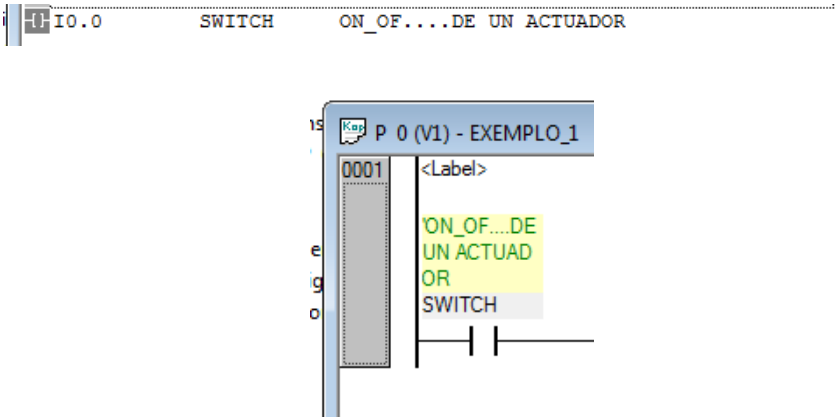 I0.0 SWITCH ON_OF....DE UN ACTUADOR
P 0 (V1) - EXEMPLO_1
0001 <Label>
'ON_OF....DE
UN ACTUAD
OR
SWITCH